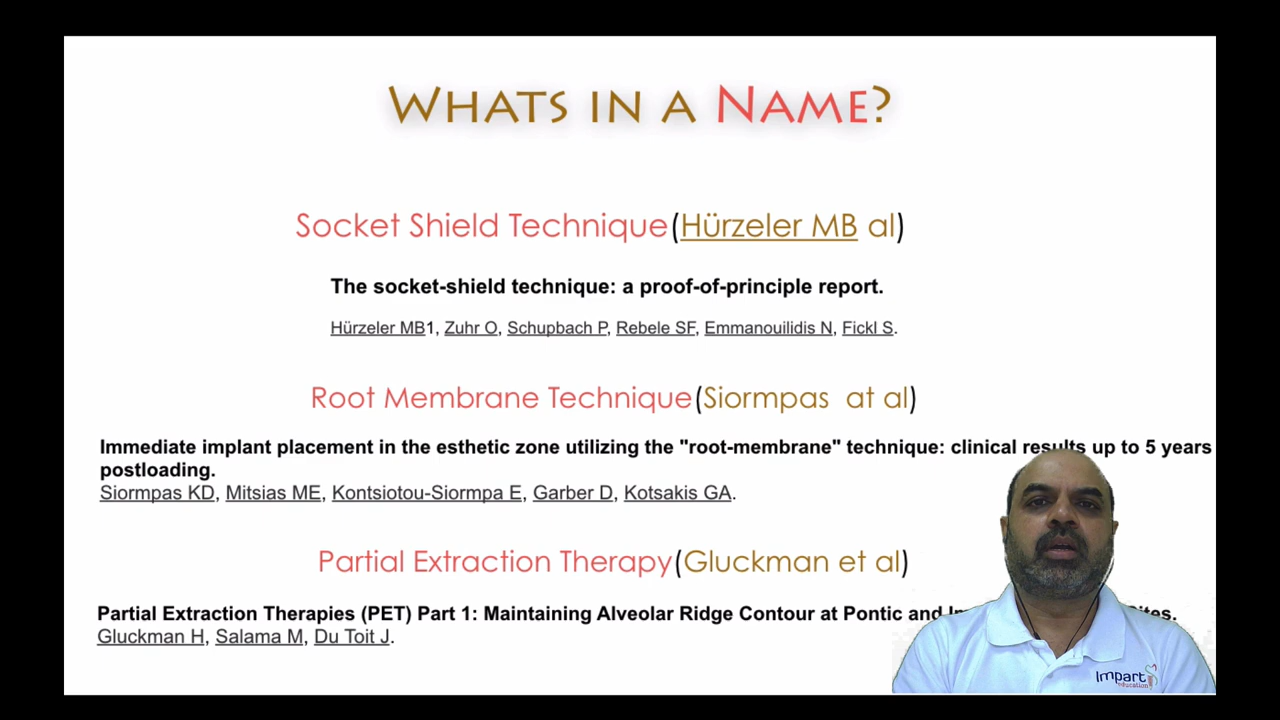 WHATS IN A NAME?
Socket Shield Technique(Hürzeler MB al)
The socket-shield technique: a proof-of-principle report.
Hürzeler MB1, Zuhr O, Schupbach P, Rebele SF, Emmanouilidis N, Fickl S.
Root Membrane Technique(Siormpas at al)
Immediate implant placement in the esthetic zone utilizing the "root-membrane" technique: clinical results up to 5 years
postloading.
Siormpas KD, Mitsias ME, Kontsiotou-Siormpa E, Garber D, Kotsakis GA.
Partial Extraction Therapy(Gluckman et al)
Partial Extraction Therapies (PET) Part 1: Maintaining Alveolar Ridge Contour at Pontic and
Gluckman H, Salama M, Du Toit J.
Impart
education